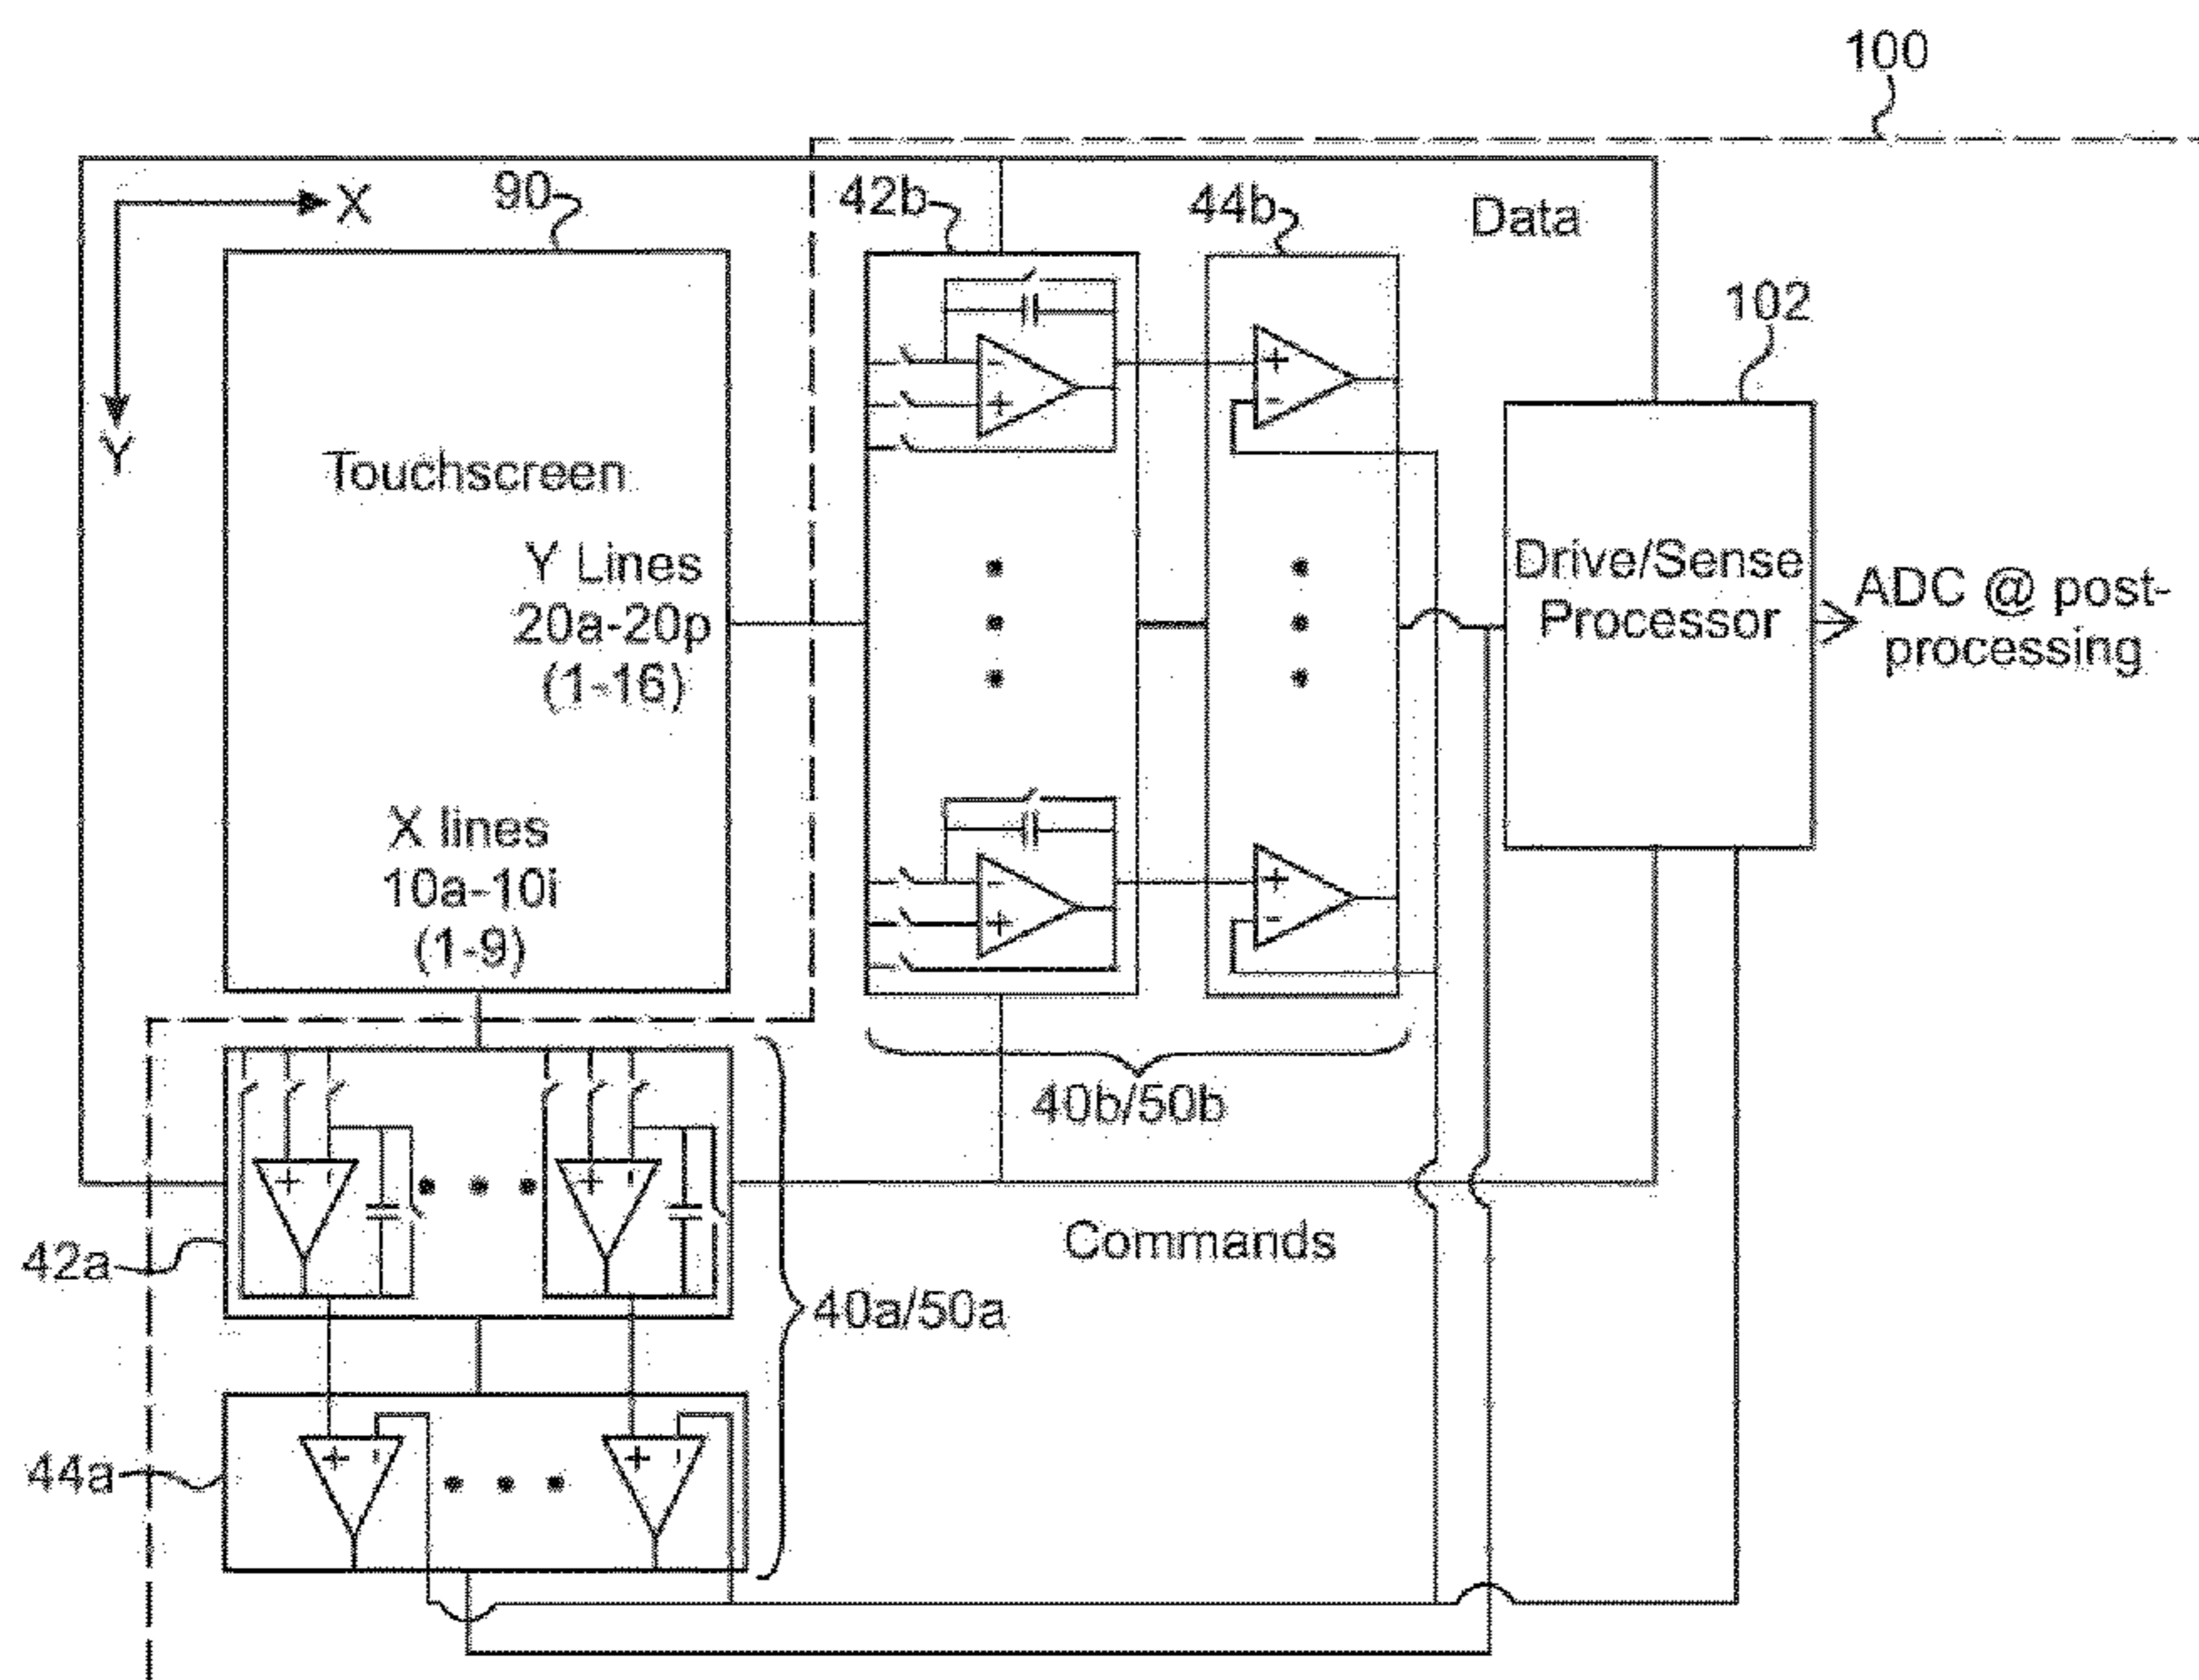 100
90
X
42b
44b
Data
102
Y
Touchscreen
Y Lines
20a-20p
(1-16)
Drive/Sense
Processor
ADC @ post-
processing
X lines
10a-10i
(1-9)
40b/50b
42a
Commands
40a/50a
44a
- + + -
- + + -
+ - + -
+ - + -